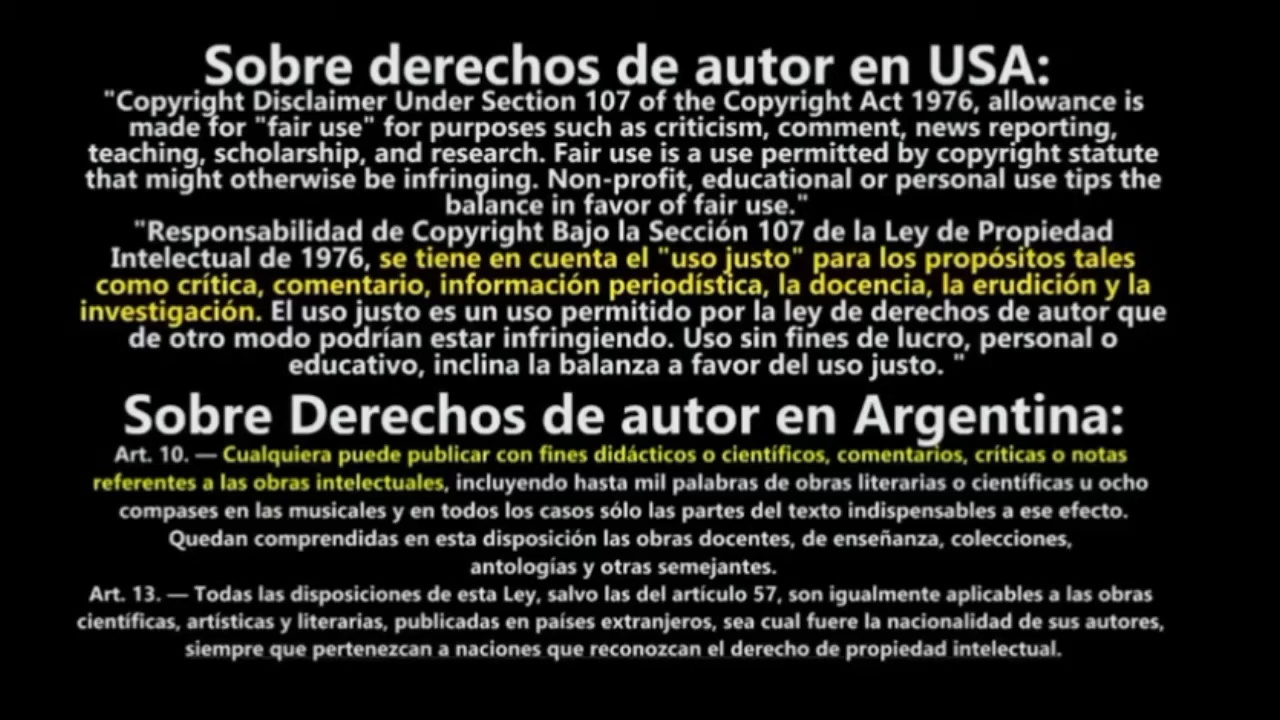 Sobre derechos de autor en USA:
"Copyright Disclaimer Under Section 107 of the Copyright Act 1976, allowance is
made for "fair use" for purposes such as criticism, comment, news reporting,
teaching, scholarship, and research. Fair use is a use permitted by copyright statute
that might otherwise be infringing. Non-profit, educational or personal use tips the
balance in favor of fair use."
"Responsabilidad de Copyright Bajo la Sección 107 de la Ley de Propiedad
Intelectual de 1976, se tiene en cuenta el "uso justo" para los propósitos tales
como crítica, comentario, información periodística, la docencia, la erudición y la
investigación. El uso justo es un uso permitido por la ley de derechos de autor que
de otro modo podrían estar infringiendo. Uso sin fines de lucro, personal o
educativo, inclina la balanza a favor del uso justo. "
Sobre Derechos de autor en Argentina:
Art. 10. — Cualquiera puede publicar con fines didácticos o científicos, comentarios, críticas o notas
referentes a las obras intelectuales, incluyendo hasta mil palabras de obras literarias o científicas u ocho
compases en las musicales y en todos los casos sólo las partes del texto indispensables a ese efecto.
Quedan comprendidas en esta disposición las obras docentes, de enseñanza, colecciones,
antologías y otras semejantes.
Art. 13. — Todas las disposiciones de esta Ley, salvo las del artículo 57, son igualmente aplicables a las obras
científicas, artísticas y literarias, publicadas en países extranjeros, sea cual fuere la nacionalidad de sus autores,
siempre que pertenezcan a naciones que reconozcan el derecho de propiedad intelectual.